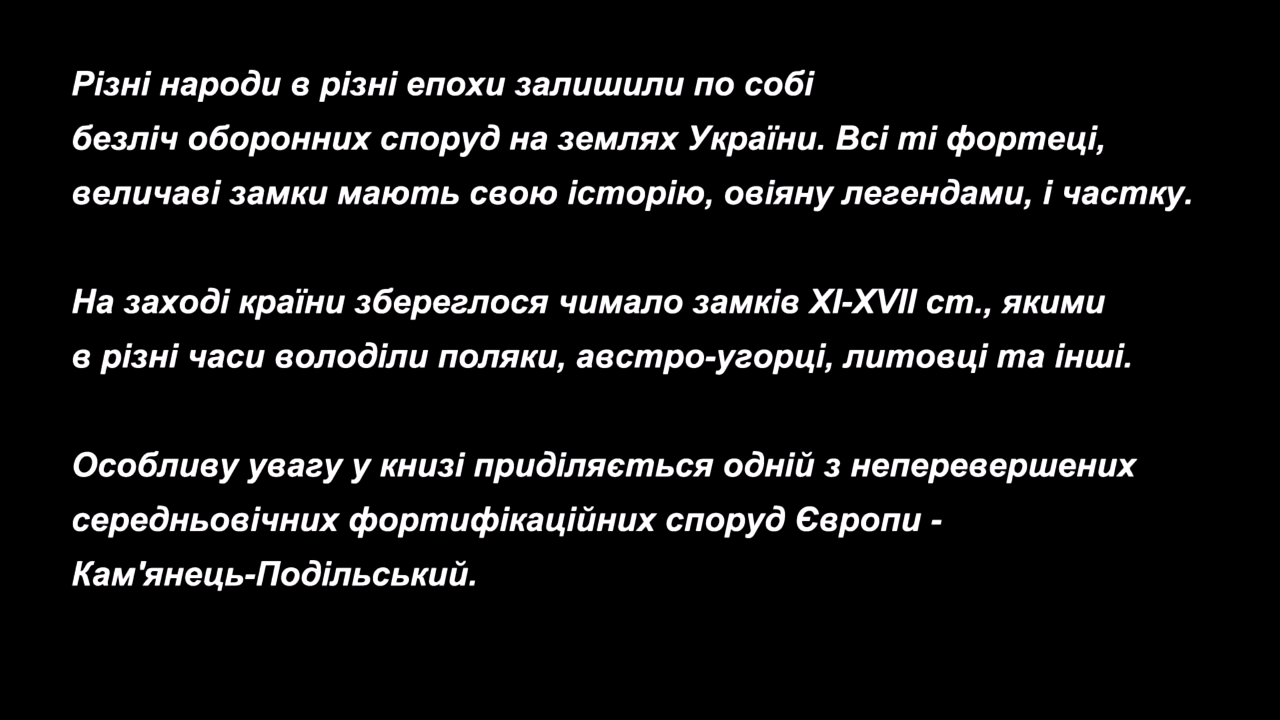 Різні народи в різні епохи залишили по собі
безліч оборонних споруд на землях України. Всі ті фортеці,
величаві замки мають свою історію, овіяну легендами, і частку.
На заході країни збереглося чимало замків XI-XVII ст., якими
в різні часи володіли поляки, австро-угорці, литовці та інші.
Особливу увагу у книзі приділяється одній з неперевершених
середньовічних фортифікаційних споруд Європи -
Кам'янець-Подільський.